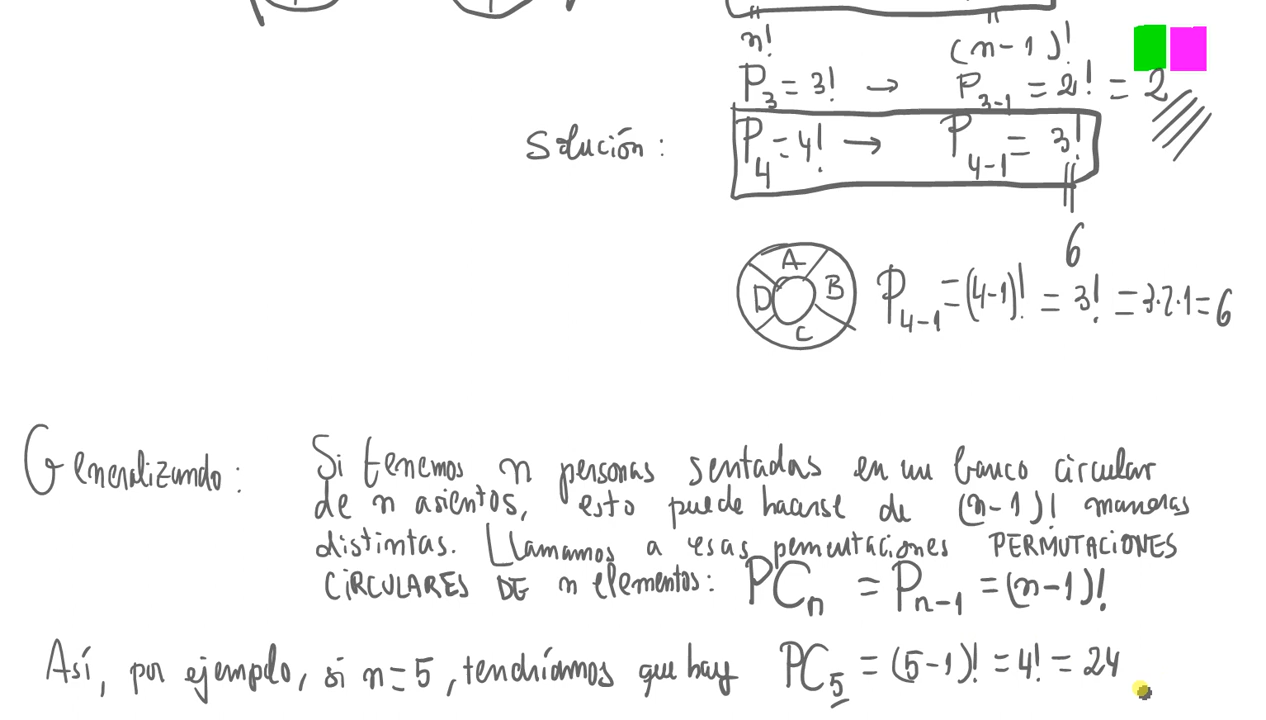 n! (n-1)!
P₃ = 3! → P₃₋₁ = 2! = 2
Solución: P₄ = 4! → P₄₋₁ = 3!
6
A
D B P₄₋₁ = (4-1)! = 3! = 3·2·1 = 6
C
Generalizando: Si tenemos n personas sentadas en un banco circular
de n asientos, esto puede hacerse de (n-1)! maneras
distintas. Llamamos a esas permutaciones PERMUTACIONES
CIRCULARES DE n elementos: PCₙ = Pₙ₋₁ = (n-1)!
Así, por ejemplo, si n=5, tendríamos que hay PC₅ = (5-1)! = 4! = 24